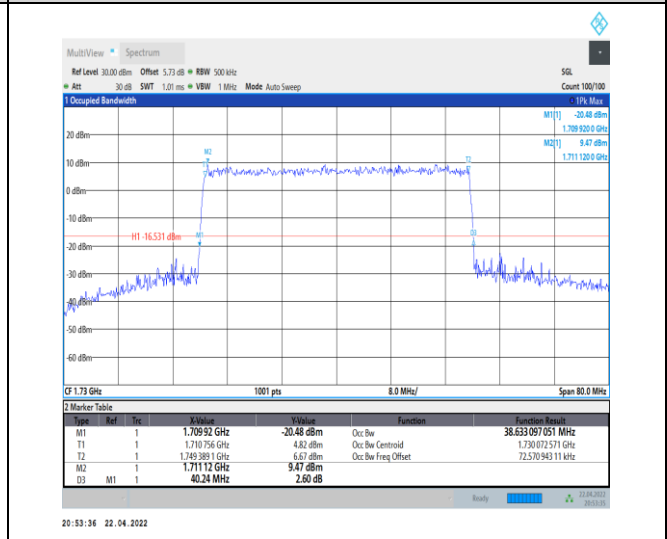 MultiView Spectrum
Ref Level 30.00 dBm Offset 5.73 dB RBW 500 kHz SGL
Att 30 dB SWT 1.01 ms VBW 1 MHz Mode Auto Sweep Count 100/100
1 Occupied Bandwidth 1Pk Max
M1[1] -20.48 dBm
1.709 920 0 GHz
M2[1] 9.47 dBm
1.711 120 0 GHz
20 dBm
M2
T2
10 dBm
0 dBm
-10 dBm
H1 -16.531 dBm M1 D3
-20 dBm
-30 dBm
-40 dBm
-50 dBm
-60 dBm
CF 1.73 GHz 1001 pts 8.0 MHz/ Span 80.0 MHz
2 Marker Table
Type Ref Trc X-Value Y-Value Function Function Result
M1 1 1.709 92 GHz -20.48 dBm Occ Bw 38.633 097 051 MHz
T1 1 1.710 756 GHz 4.82 dBm Occ Bw Centroid 1.730 072 571 GHz
T2 1 1.749 389 1 GHz 6.67 dBm Occ Bw Freq Offset 72.570 943 11 kHz
M2 1 1.711 12 GHz 9.47 dBm
D3 M1 1 40.24 MHz 2.60 dB
Ready 22.04.2022
20:53:35
20:53:36 22.04.2022